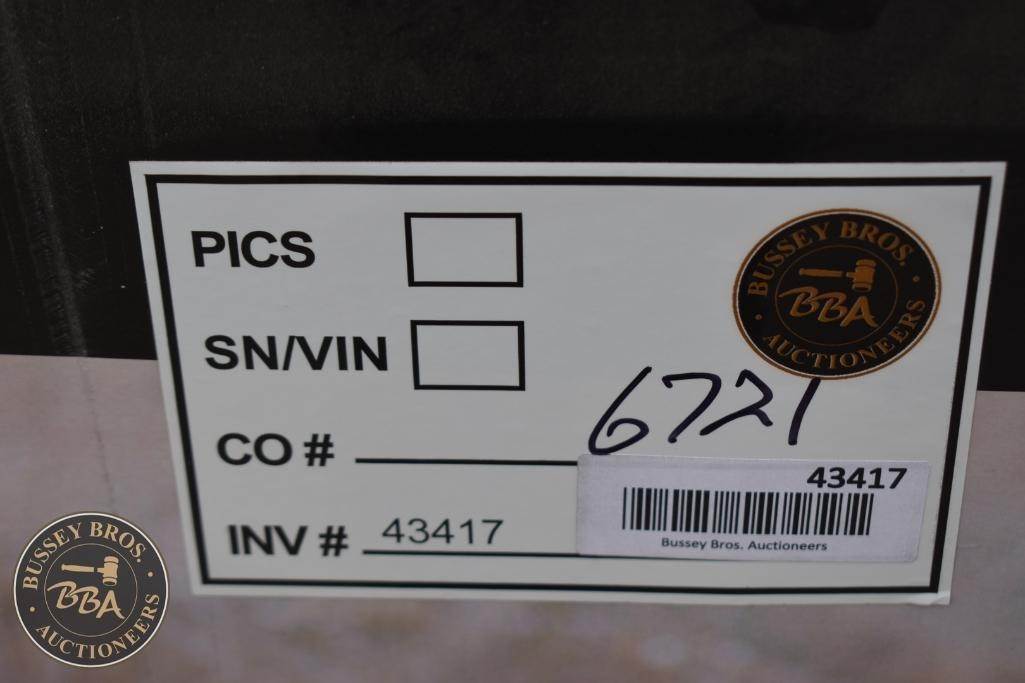 PICS
BUSSEY BROS.
BBA
AUCTIONEERS
SN/VIN
6721
CO #
43417
INV # 43417
Bussey Bros. Auctioneers
BUSSEY BROS.
BBA
AUCTIONEERS